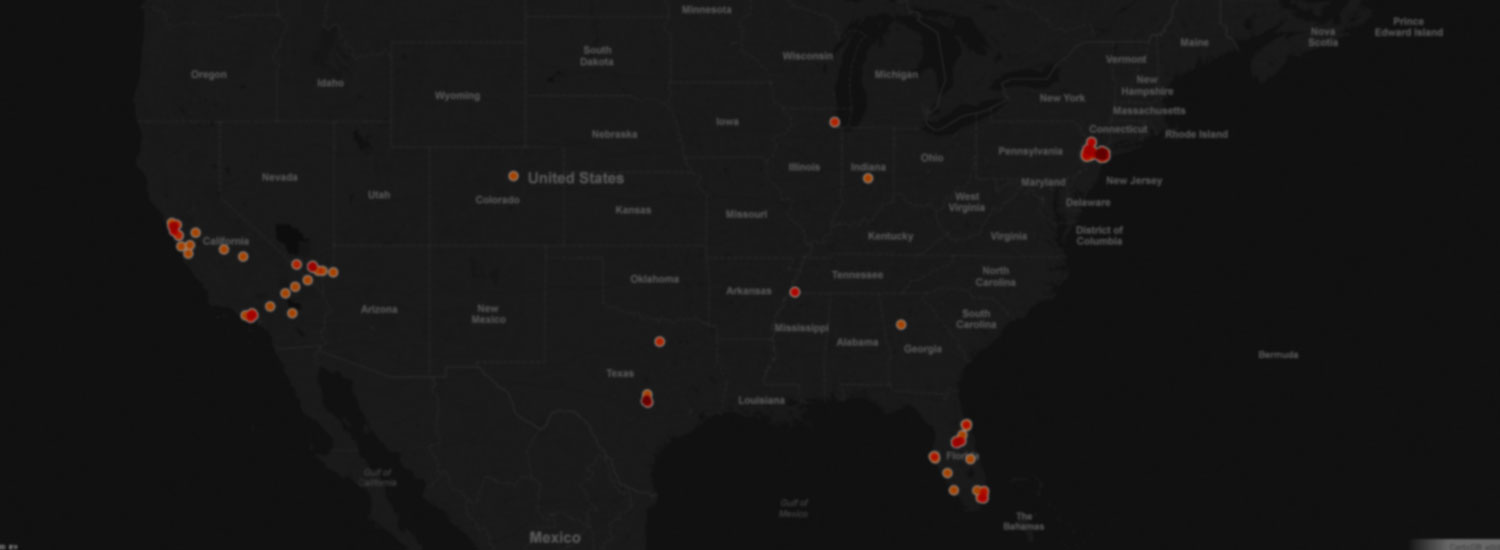 Minnesota
Prince
Edward Island
Nova
Scotia
Maine
South
Dakota
Wisconsin
Vermont
Oregon
Idaho
Michigan
New
Hampshire
Wyoming
New York
Massachusetts
Iowa
Connecticut
Rhode Island
Nebraska
Pennsylvania
Ohio
Illinois
Indiana
Nevada
United States
Maryland
New Jersey
Utah
Colorado
West
Virginia
Delaware
Kansas
Missouri
Kentucky
Virginia
District of
Columbia
California
Tennessee
North
Carolina
Oklahoma
Arkansas
Arizona
New
Mexico
South
Carolina
Mississippi
Alabama
Georgia
Bermuda
Texas
Louisiana
Florida
Gulf of
California
Gulf of
Mexico
The
Bahamas
Mexico